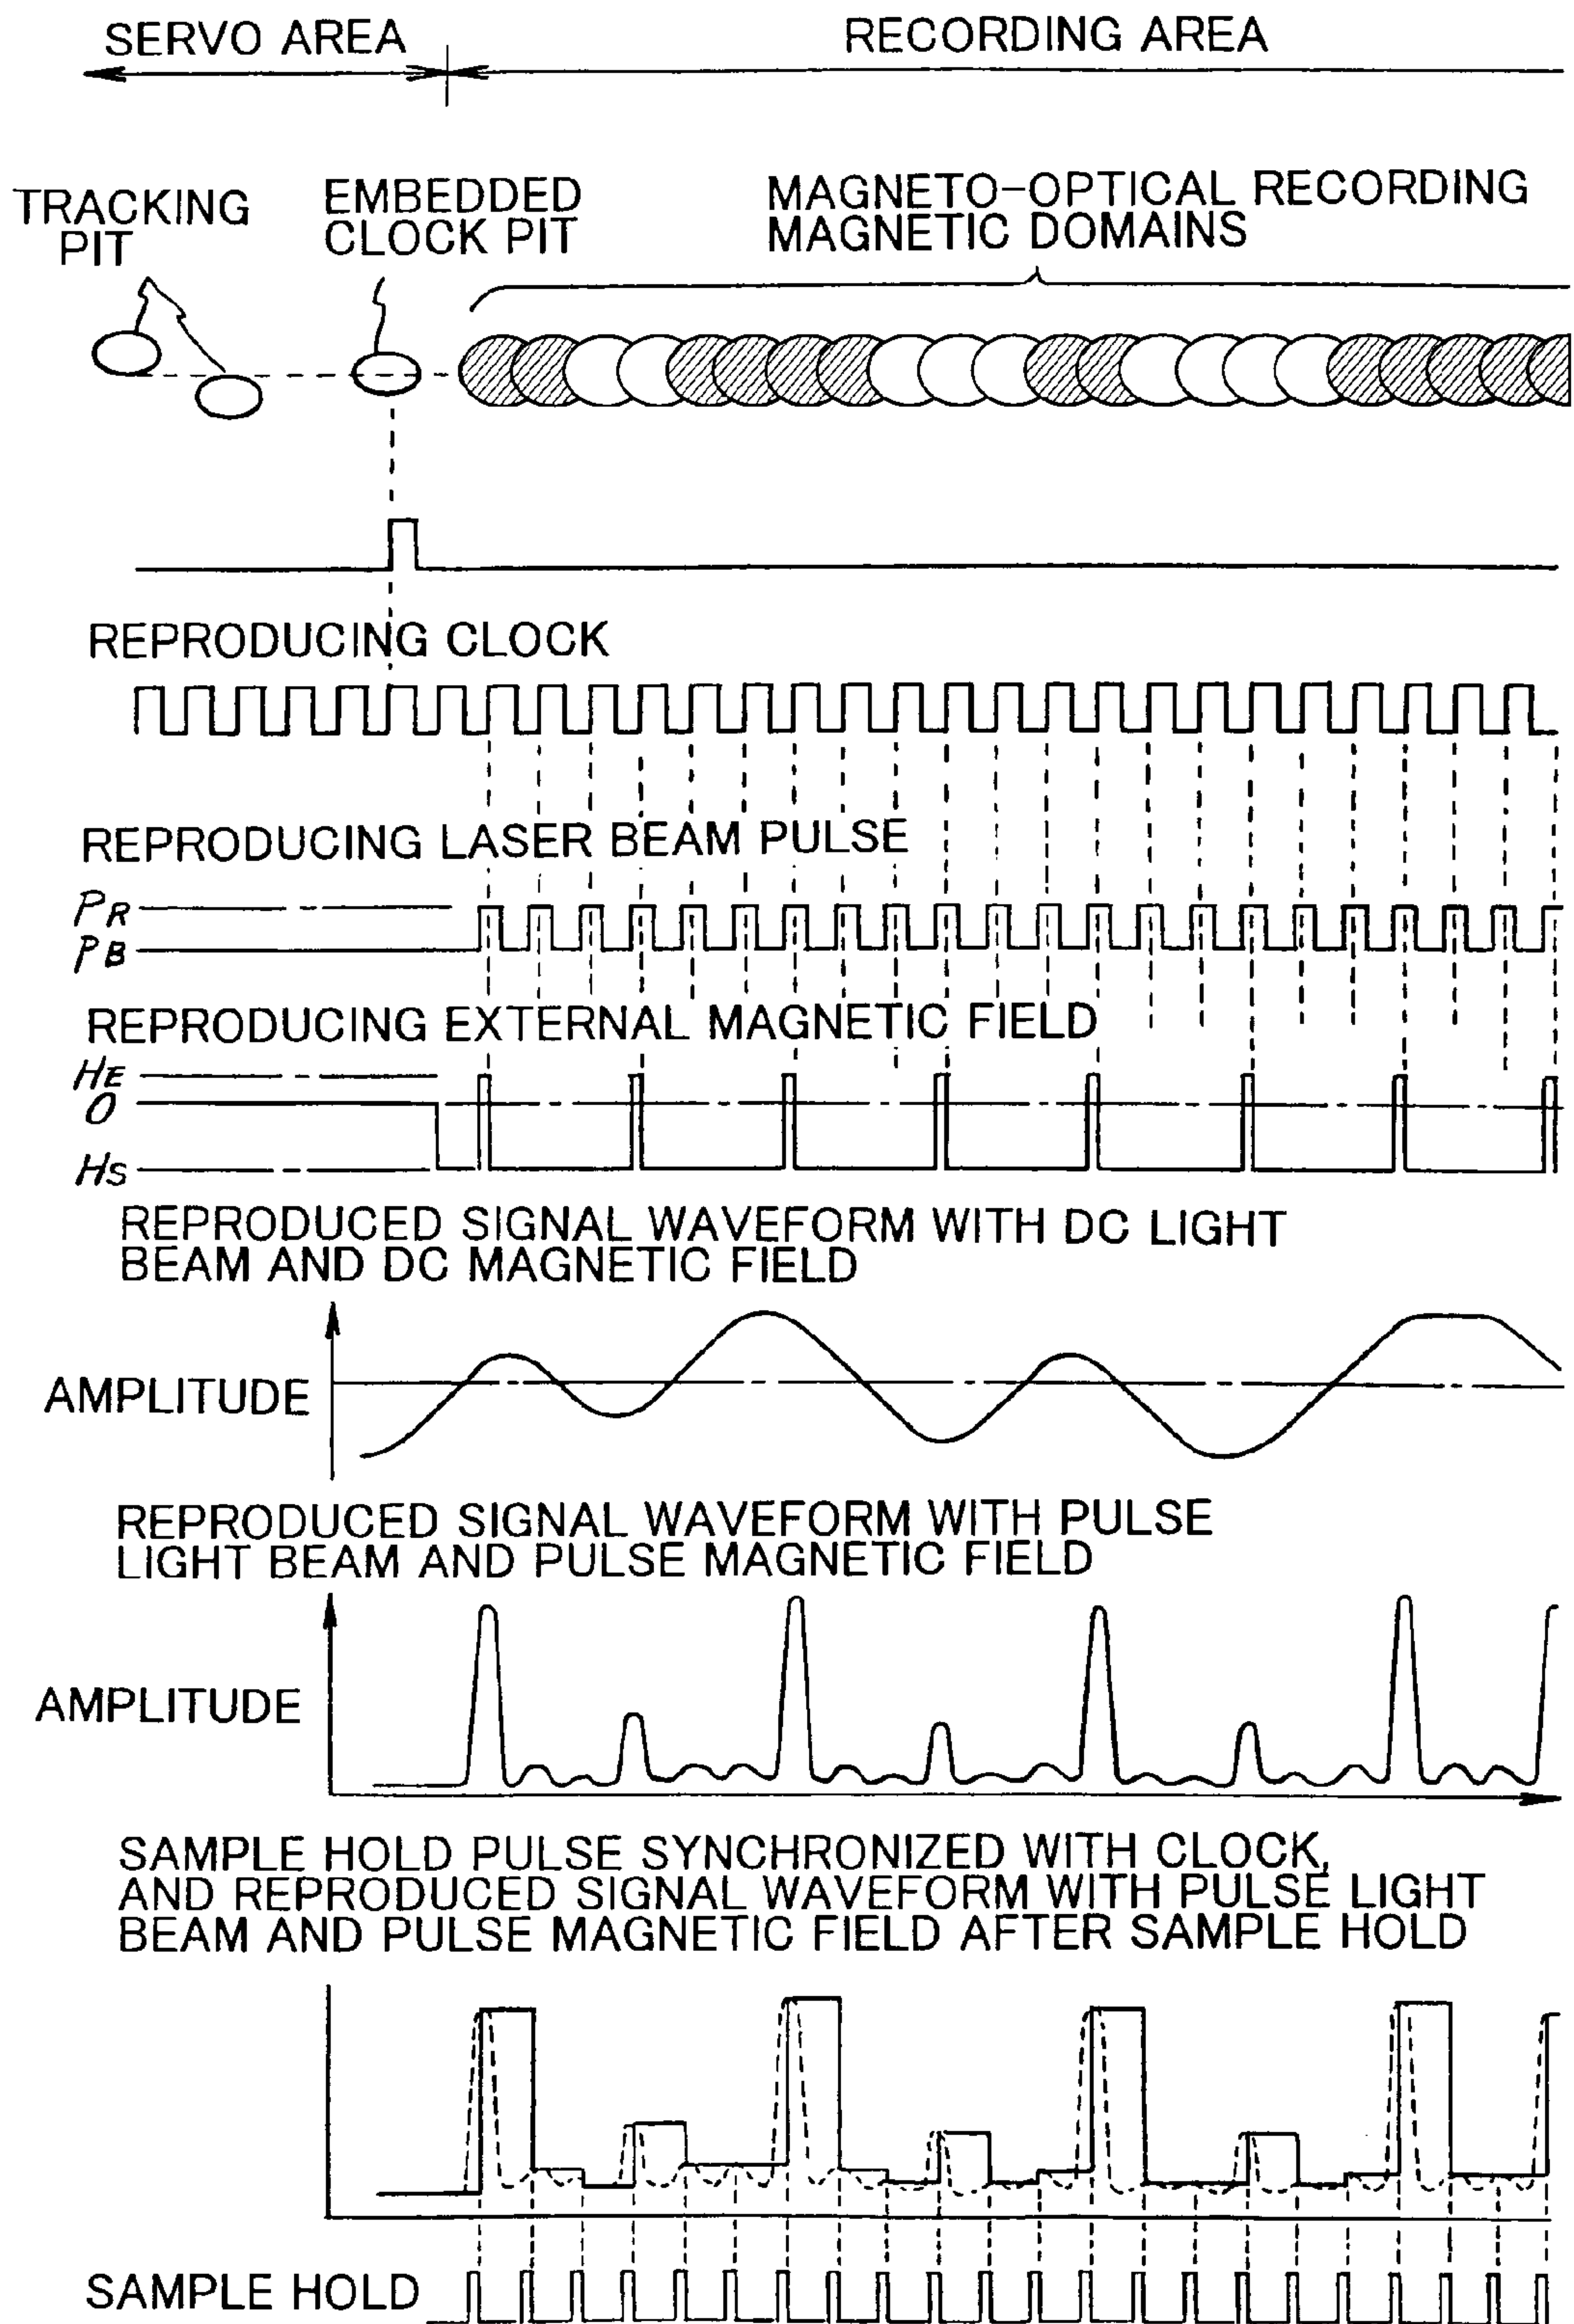 SERVO AREA
RECORDING AREA
TRACKING
PIT
EMBEDDED
CLOCK PIT
MAGNETO-OPTICAL RECORDING
MAGNETIC DOMAINS
REPRODUCING CLOCK
REPRODUCING LASER BEAM PULSE
PR
PB
REPRODUCING EXTERNAL MAGNETIC FIELD
HE
O
HS
REPRODUCED SIGNAL WAVEFORM WITH DC LIGHT
BEAM AND DC MAGNETIC FIELD
AMPLITUDE
REPRODUCED SIGNAL WAVEFORM WITH PULSE
LIGHT BEAM AND PULSE MAGNETIC FIELD
AMPLITUDE
SAMPLE HOLD PULSE SYNCHRONIZED WITH CLOCK,
AND REPRODUCED SIGNAL WAVEFORM WITH PULSE LIGHT
BEAM AND PULSE MAGNETIC FIELD AFTER SAMPLE HOLD
SAMPLE HOLD